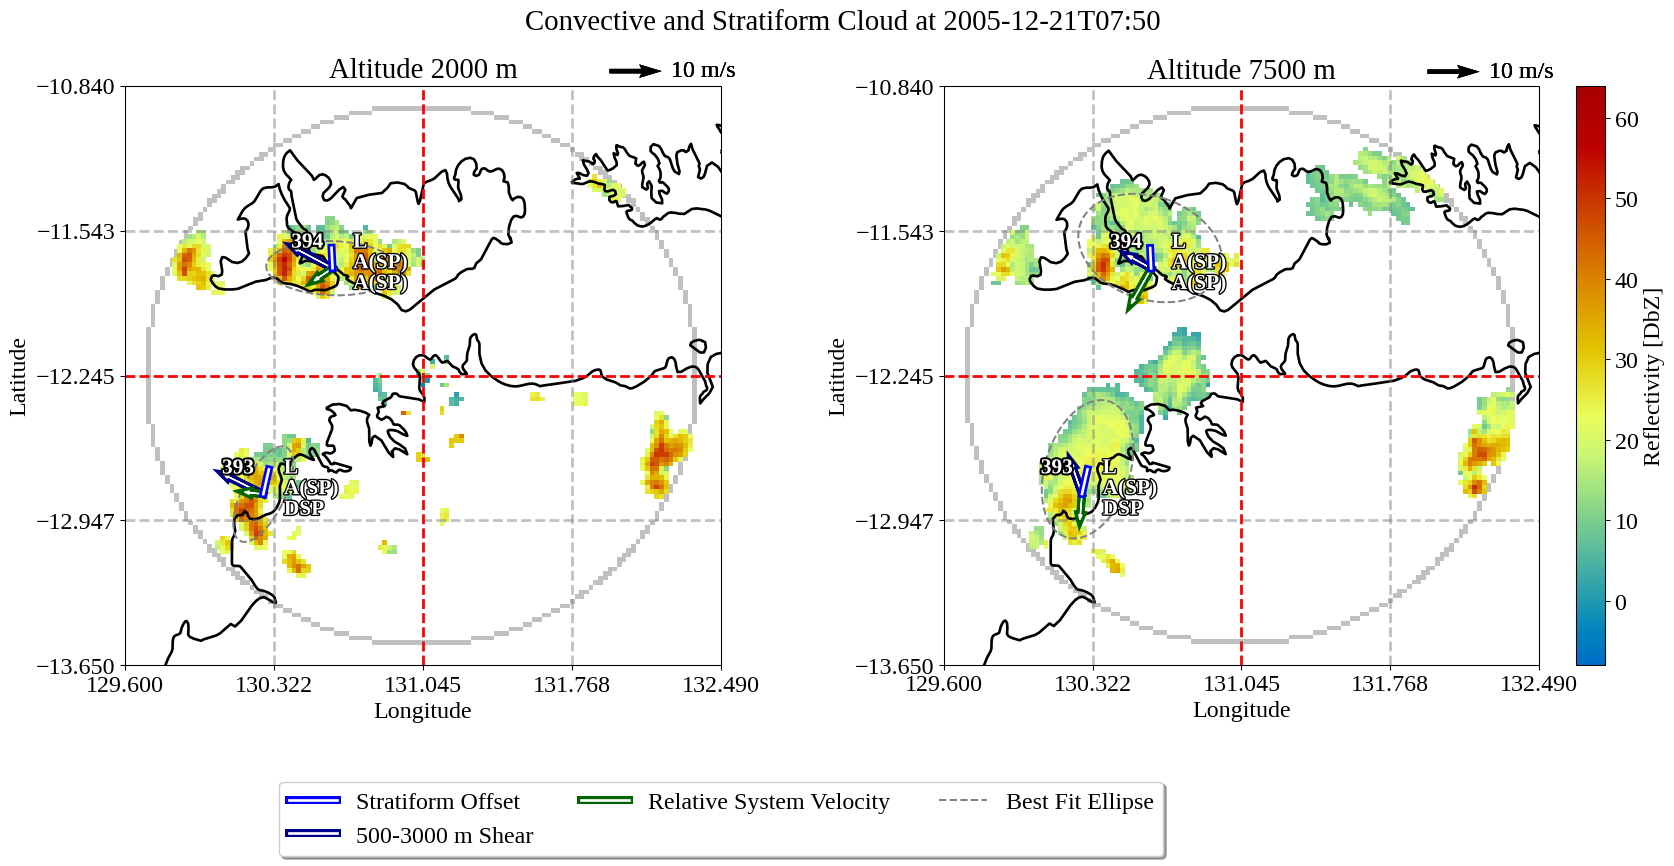 Convective and Stratiform Cloud at 2005-12-21T07:50
Altitude 2000 m
10 m/s
−10.840
−11.543
−12.245
−12.947
−13.650
Latitude
129.600
130.322
131.045
131.768
132.490
Longitude
394
L
A(SP)
A(SP)
393
L
A(SP)
DSP
Altitude 7500 m
10 m/s
−10.840
−11.543
−12.245
−12.947
−13.650
Latitude
129.600
130.322
131.045
131.768
132.490
Longitude
394
L
A(SP)
A(SP)
393
L
A(SP)
DSP
60
50
40
30
20
10
0
Reflectivity [DbZ]
Stratiform Offset
500-3000 m Shear
Relative System Velocity
Best Fit Ellipse